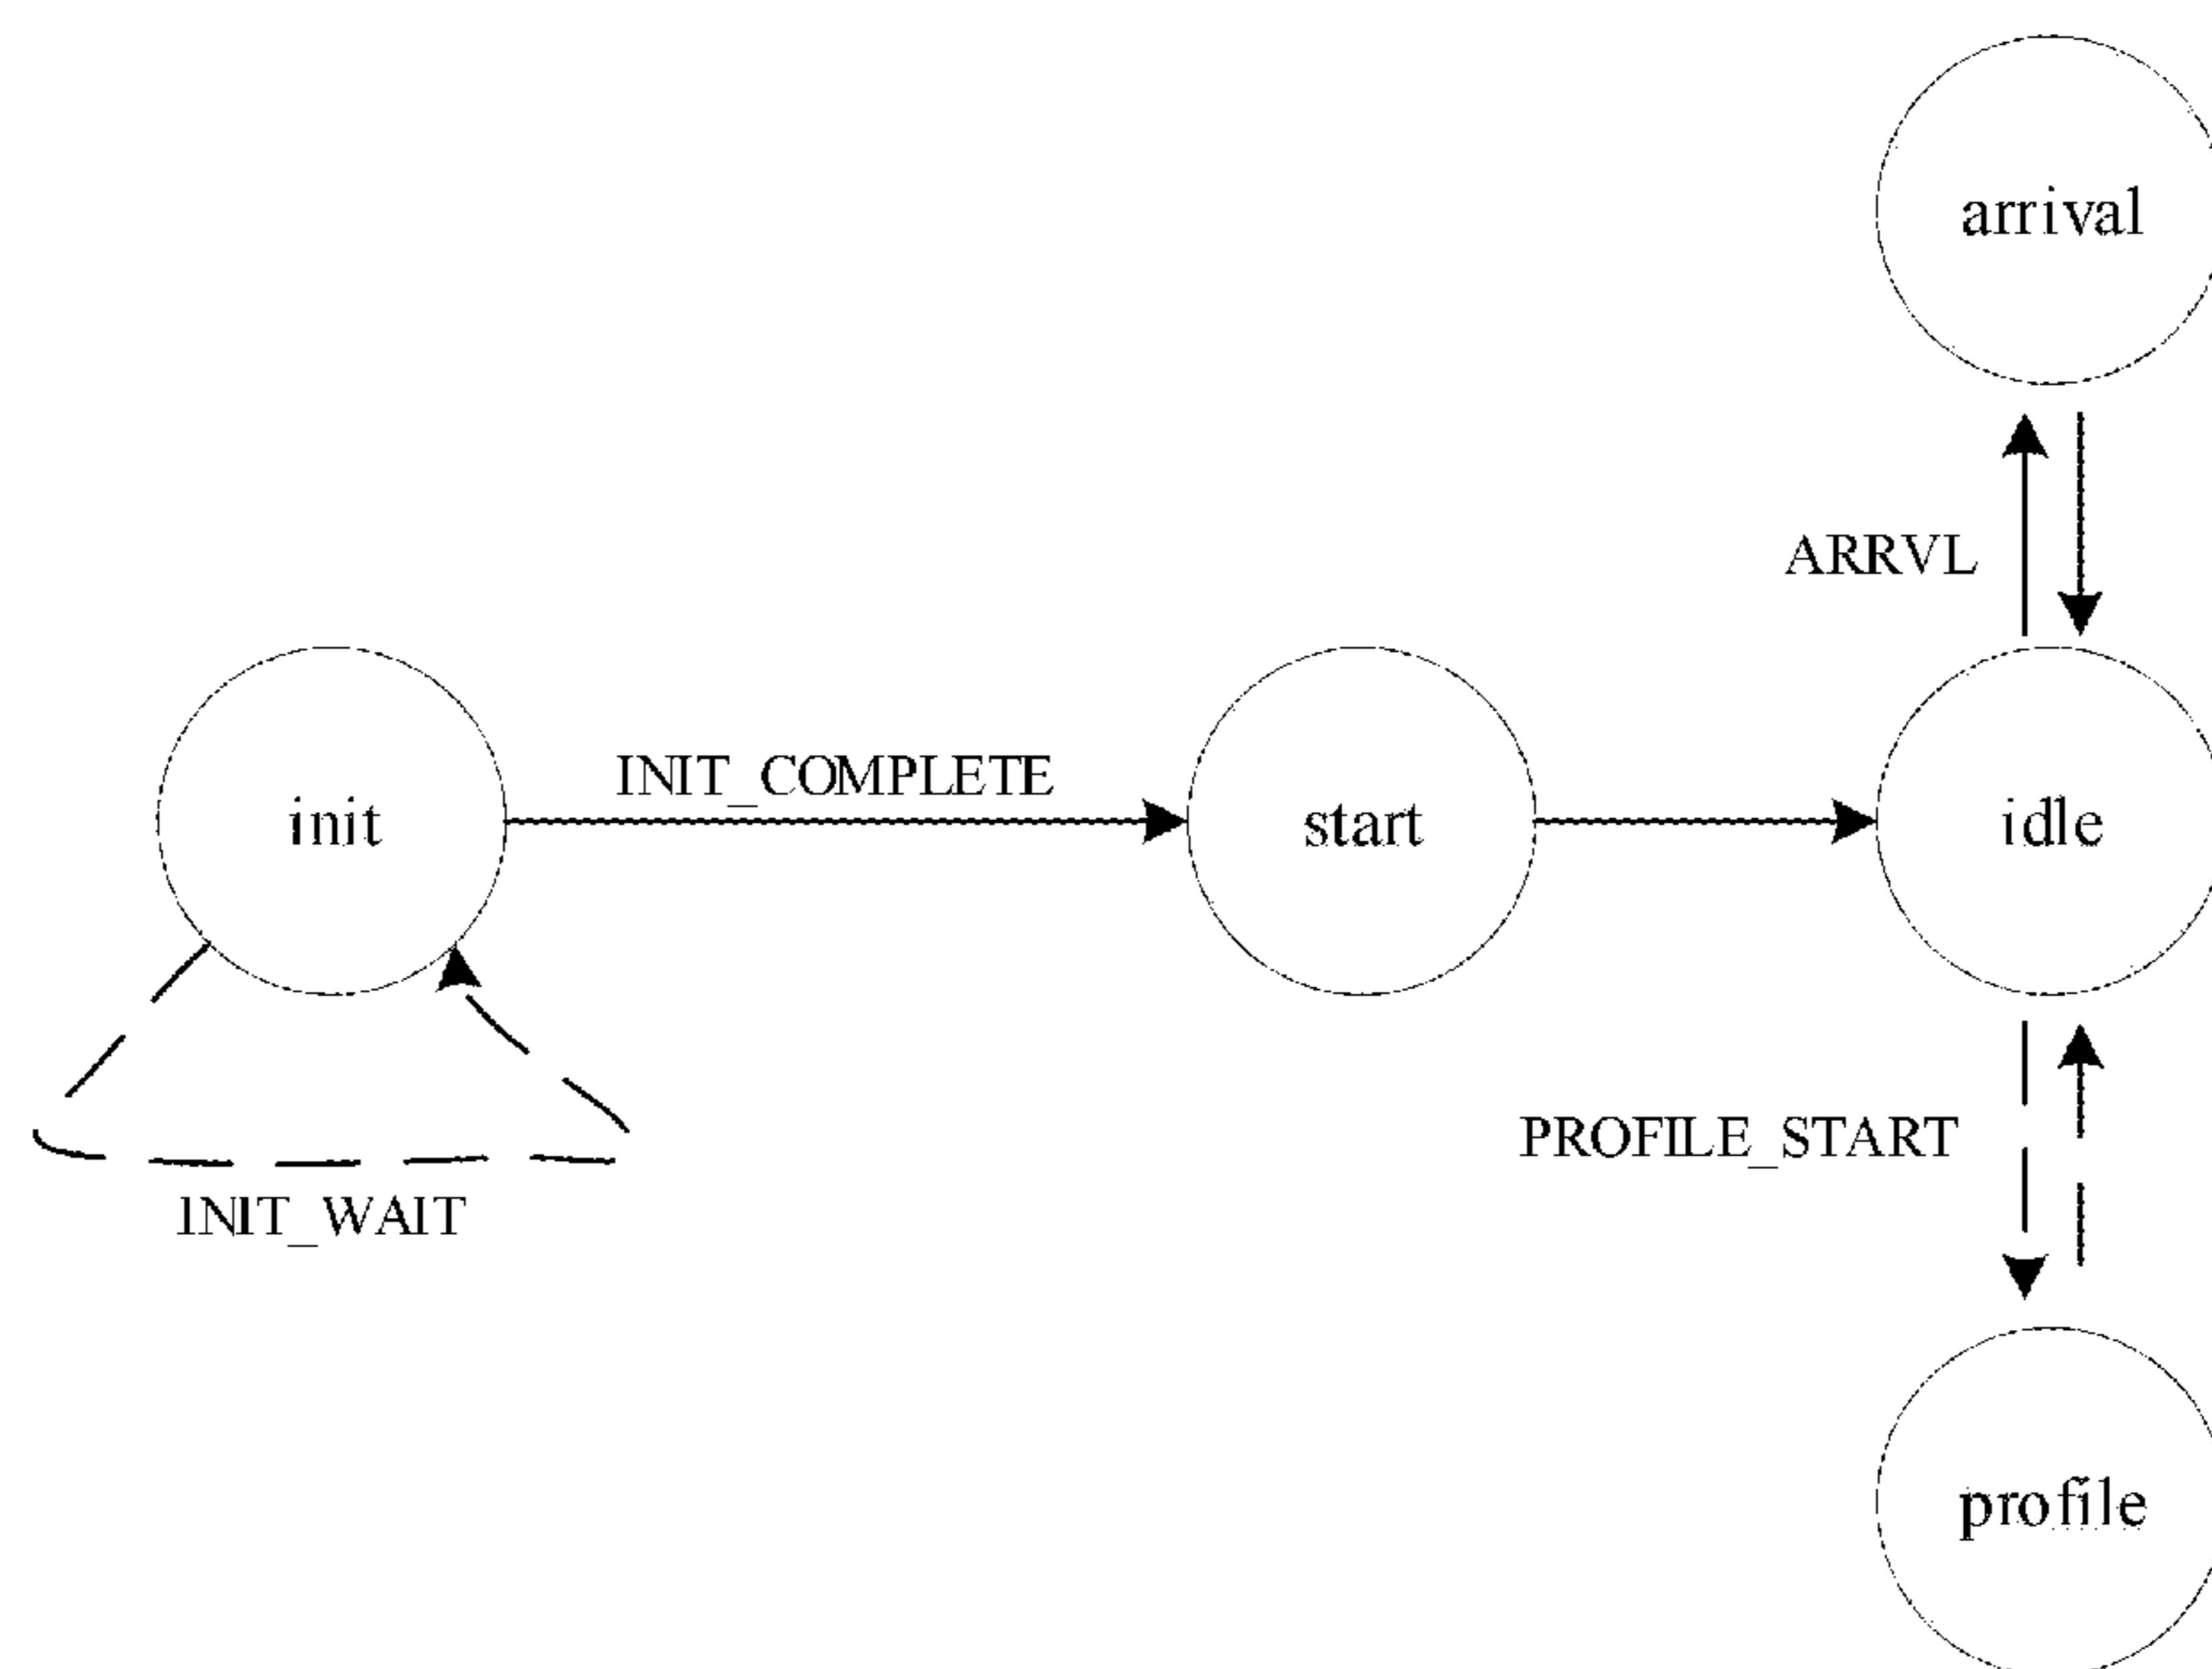 arrival
ARRVL
INIT_COMPLETE
init
start
idle
PROFILE_START
INIT_WAIT
profile